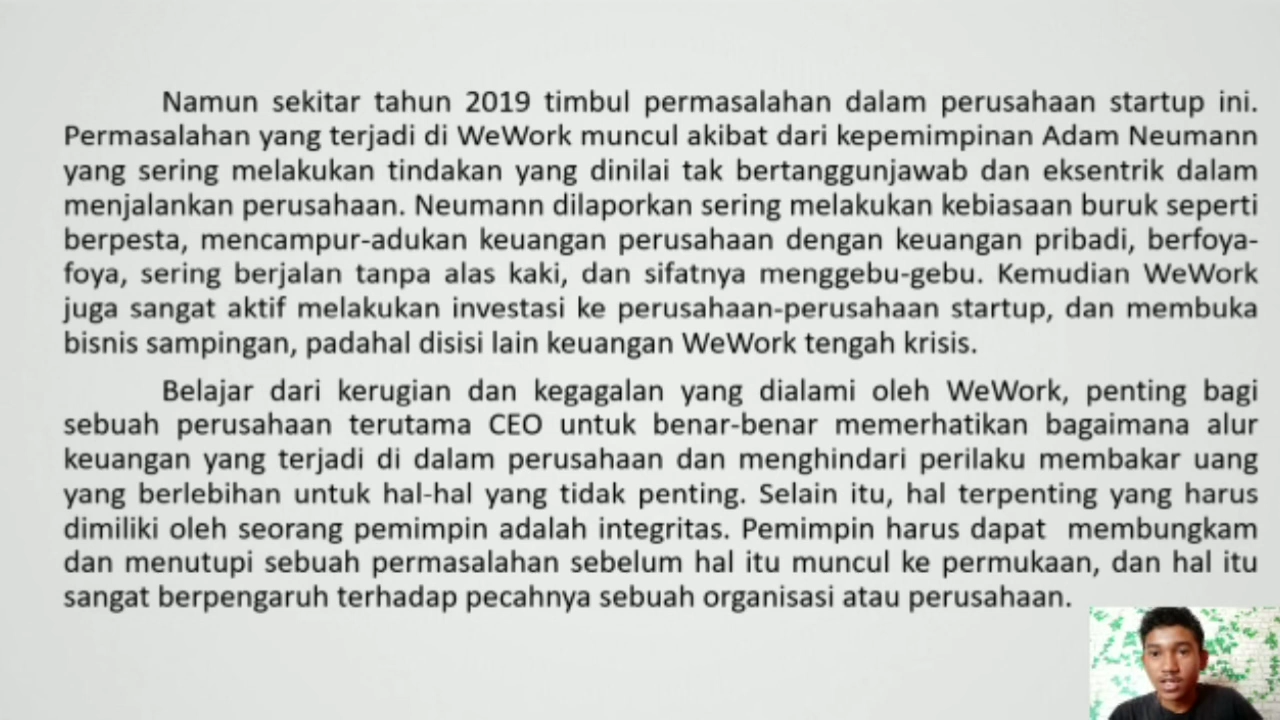 Namun sekitar tahun 2019 timbul permasalahan dalam perusahaan startup ini.
Permasalahan yang terjadi di WeWork muncul akibat dari kepemimpinan Adam Neumann
yang sering melakukan tindakan yang dinilai tak bertanggunjawab dan eksentrik dalam
menjalankan perusahaan. Neumann dilaporkan sering melakukan kebiasaan buruk seperti
berpesta, mencampur-adukan keuangan perusahaan dengan keuangan pribadi, berfoya-
foya, sering berjalan tanpa alas kaki, dan sifatnya menggebu-gebu. Kemudian WeWork
juga sangat aktif melakukan investasi ke perusahaan-perusahaan startup, dan membuka
bisnis sampingan, padahal disisi lain keuangan WeWork tengah krisis.
Belajar dari kerugian dan kegagalan yang dialami oleh WeWork, penting bagi
sebuah perusahaan terutama CEO untuk benar-benar memerhatikan bagaimana alur
keuangan yang terjadi di dalam perusahaan dan menghindari perilaku membakar uang
yang berlebihan untuk hal-hal yang tidak penting. Selain itu, hal terpenting yang harus
dimiliki oleh seorang pemimpin adalah integritas. Pemimpin harus dapat  membungkam
dan menutupi sebuah permasalahan sebelum hal itu muncul ke permukaan, dan hal itu
sangat berpengaruh terhadap pecahnya sebuah organisasi atau perusahaan.